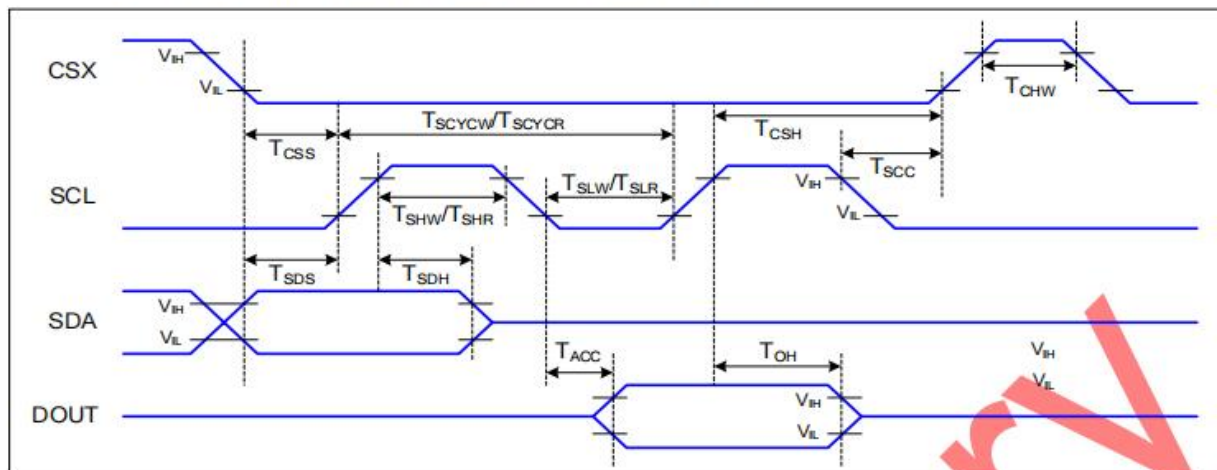 CSX
VIH
VIL
TCHW
TSCYCW/TSCYCR
TCSS
TCSH
TSCC
SCL
TSHW/TSHR
TSLW/TSLR
VIH
VIL
TSDS
TSDH
SDA
VIH
VIL
TACC
TOH
VIH
VIL
DOUT
VIH
VIL